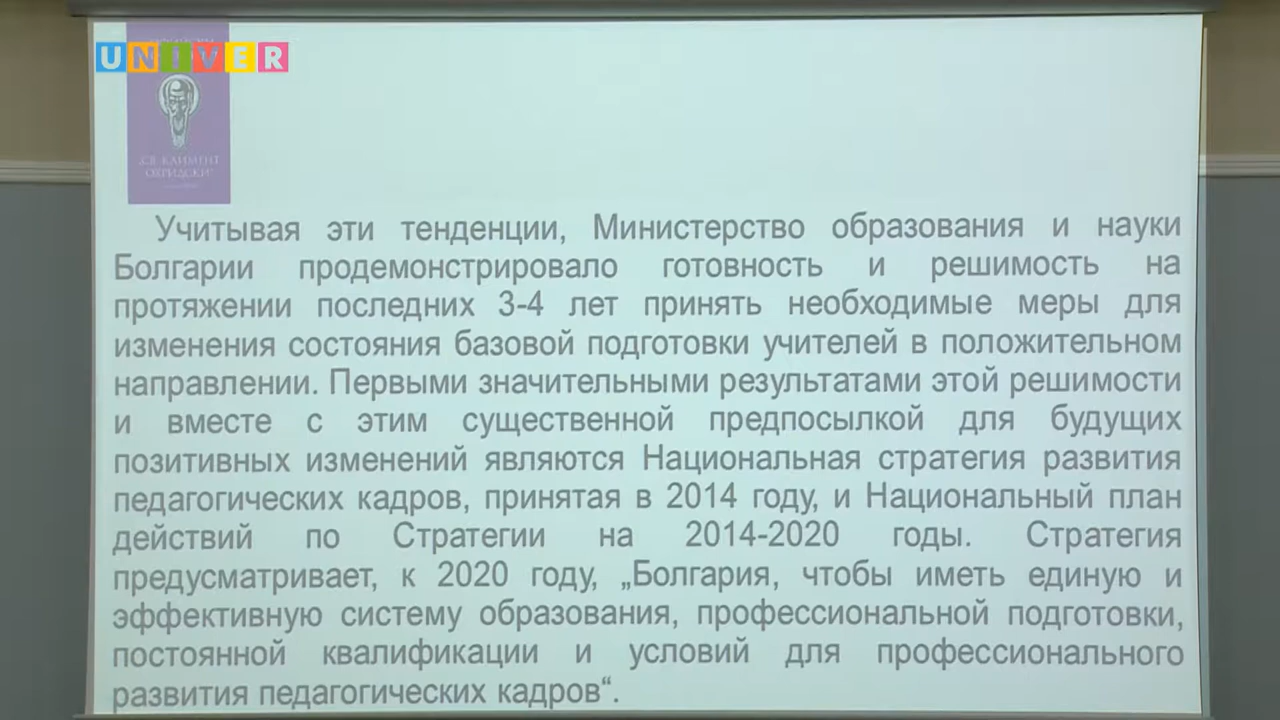 UNIVER
„СВ. КЛИМЕНТ
ОХРИДСКИ“
Учитывая эти тенденции, Министерство образования и науки
Болгарии продемонстрировало готовность и решимость на
протяжении последних 3-4 лет принять необходимые меры для
изменения состояния базовой подготовки учителей в положительном
направлении. Первыми значительными результатами этой решимости
и вместе с этим существенной предпосылкой для будущих
позитивных изменений являются Национальная стратегия развития
педагогических кадров, принятая в 2014 году, и Национальный план
действий по Стратегии на 2014-2020 годы. Стратегия
предусматривает, к 2020 году, „Болгария, чтобы иметь единую и
эффективную систему образования, профессиональной подготовки,
постоянной квалификации и условий для профессионального
развития педагогических кадров“.